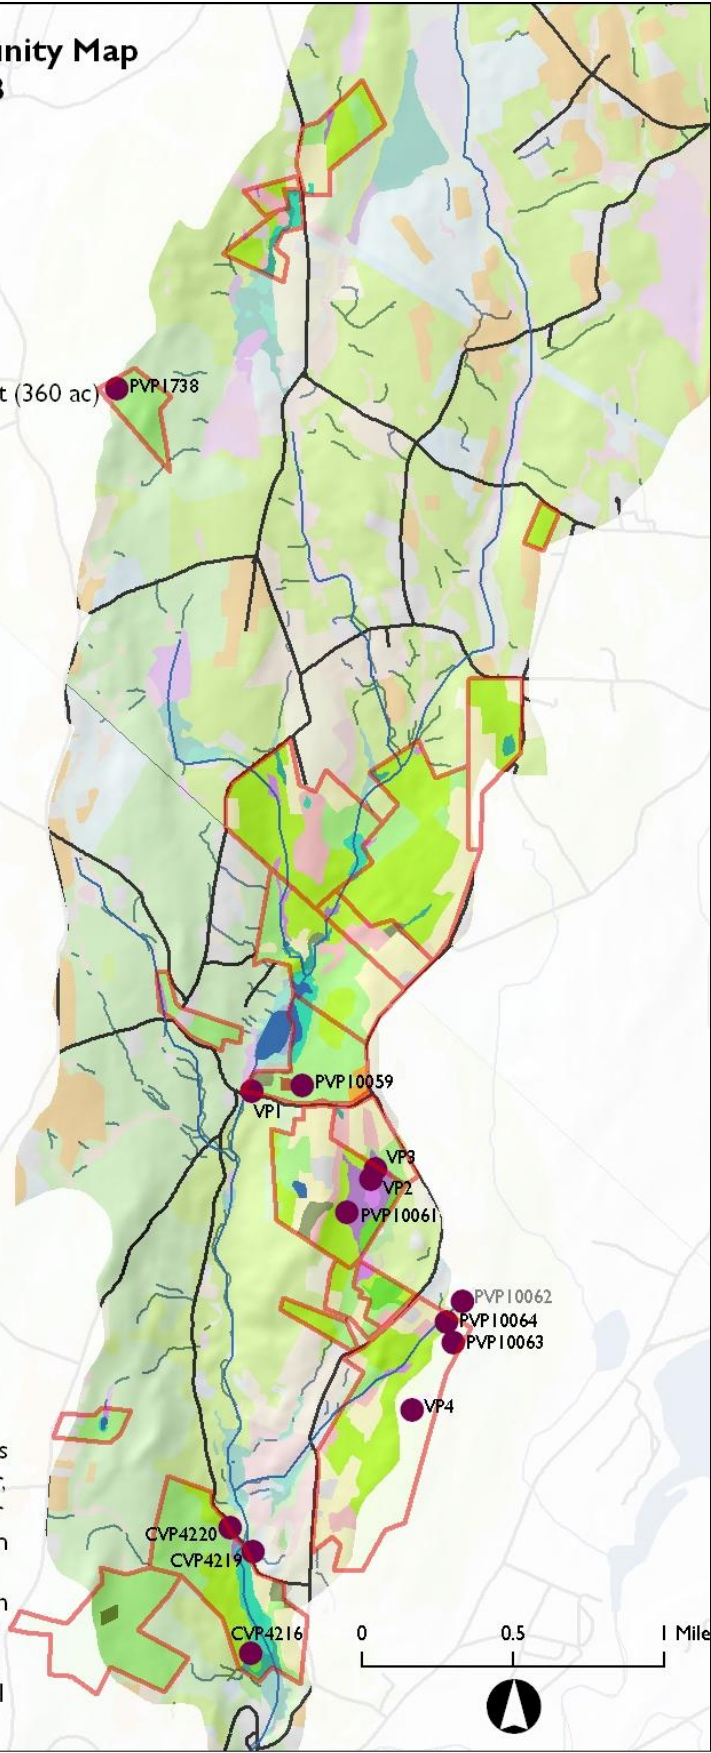 unity Map
3
t (360 ac)
PVP1738
PVP10059
VP1
VP3
VP2
PVP10061
PVP10062
PVP10064
PVP10063
VP4
s
n
CVP4220
CVP4219
n
CVP4216
0 0.5 1 Mile
l